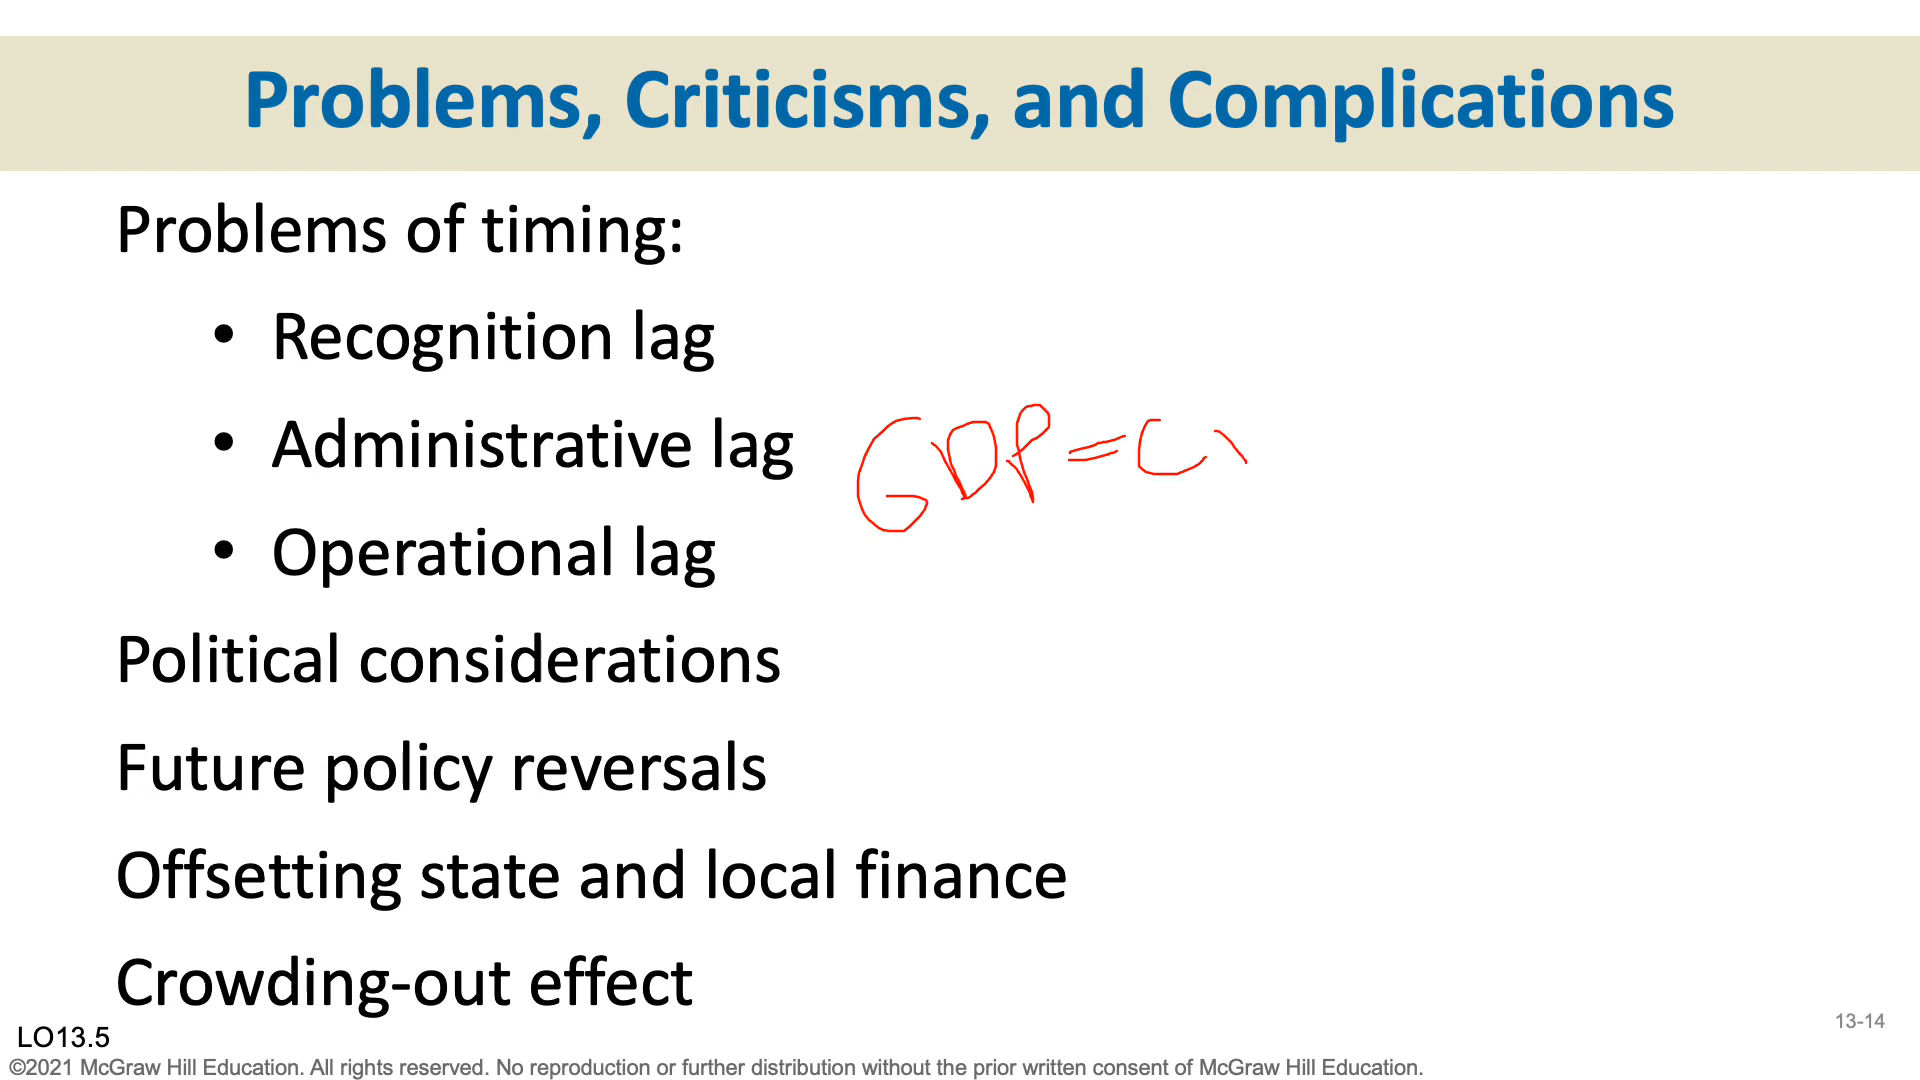 Problems, Criticisms, and Complications
Problems of timing:
• Recognition lag
• Administrative lag
GDP=C
• Operational lag
Political considerations
Future policy reversals
Offsetting state and local finance
Crowding-out effect
13-14
LO13.5
©2021 McGraw Hill Education. All rights reserved. No reproduction or further distribution without the prior written consent of McGraw Hill Education.